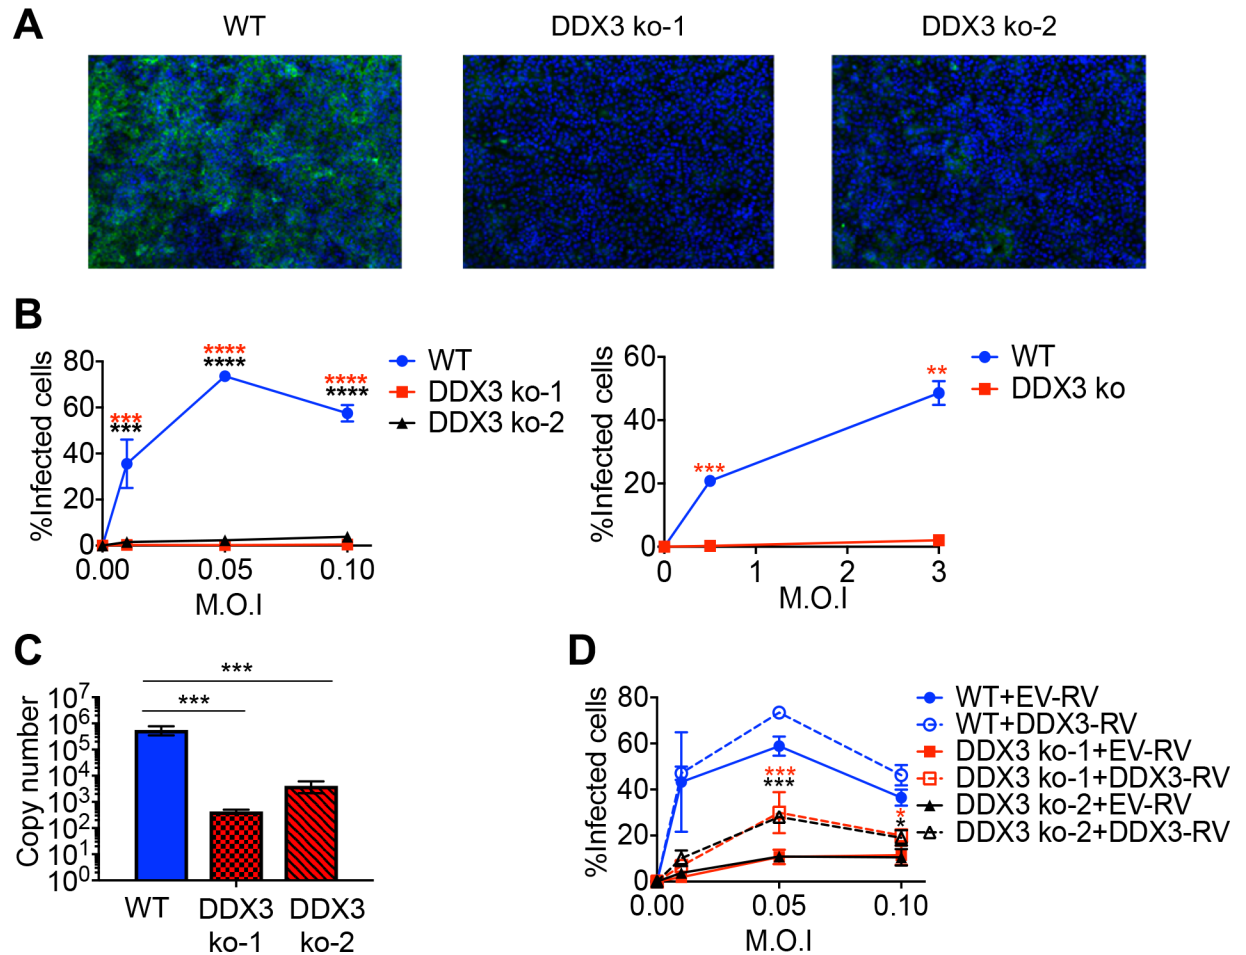 A
WT
DDX3 ko-1
DDX3 ko-2
B
%Infected cells
80
60
40
20
0
0.00
0.05
0.10
M.O.I
***
***
****
****
****
****
WT
DDX3 ko-1
DDX3 ko-2
%Infected cells
60
40
20
0
0
1
2
3
M.O.I
***
**
WT
DDX3 ko
C
Copy number
10⁷
10⁶
10⁵
10⁴
10³
10²
10¹
10⁰
***
***
WT
DDX3
ko-1
DDX3
ko-2
D
%Infected cells
80
60
40
20
0
0.00
0.05
0.10
M.O.I
***
***
*
*
WT+EV-RV
WT+DDX3-RV
DDX3 ko-1+EV-RV
DDX3 ko-1+DDX3-RV
DDX3 ko-2+EV-RV
DDX3 ko-2+DDX3-RV